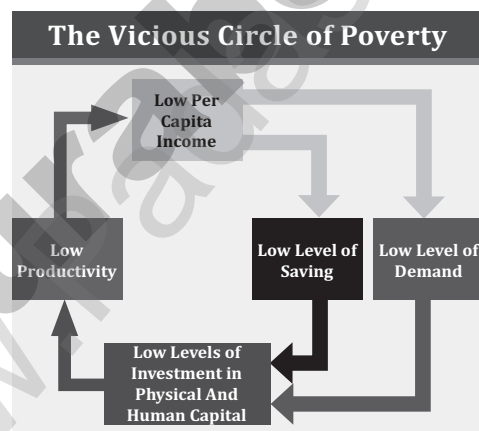 The Vicious Circle of Poverty
Low Per
Capita
Income
Low
Productivity
Low Level of
Saving
Low Level of
Demand
Low Levels of
Investment in
Physical And
Human Capital